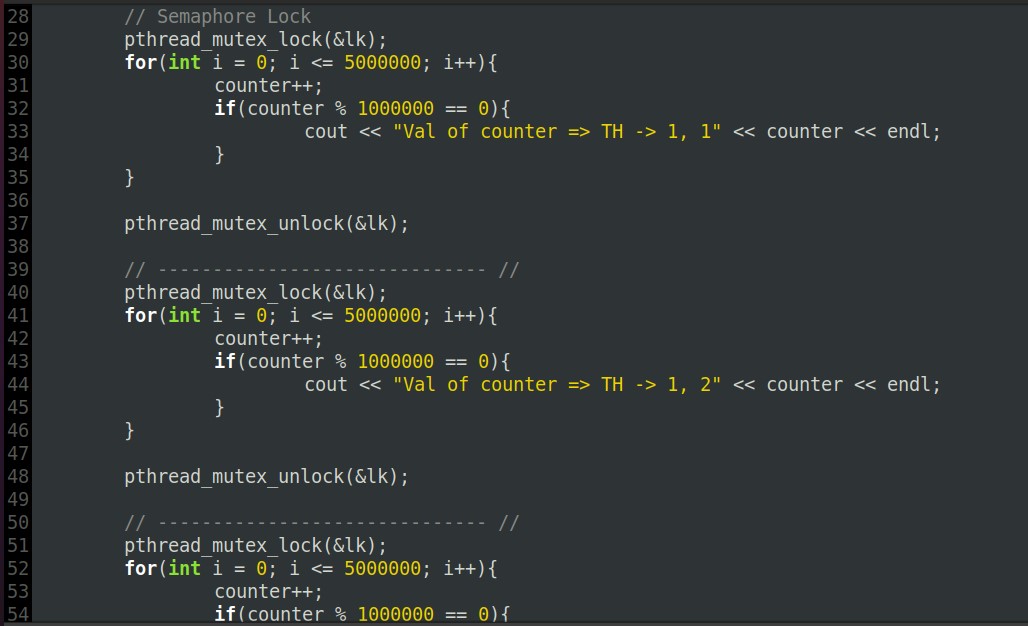 28 // Semaphore Lock
29 pthread_mutex_lock(&lk);
30 for(int i = 0; i <= 5000000; i++){
31 counter++;
32 if(counter % 1000000 == 0){
33 cout << "Val of counter => TH -> 1, 1" << counter << endl;
34 }
35 }
36
37 pthread_mutex_unlock(&lk);
38
39 // ------------------------------ //
40 pthread_mutex_lock(&lk);
41 for(int i = 0; i <= 5000000; i++){
42 counter++;
43 if(counter % 1000000 == 0){
44 cout << "Val of counter => TH -> 1, 2" << counter << endl;
45 }
46 }
47
48 pthread_mutex_unlock(&lk);
49
50 // ------------------------------ //
51 pthread_mutex_lock(&lk);
52 for(int i = 0; i <= 5000000; i++){
53 counter++;
54 if(counter % 1000000 == 0){